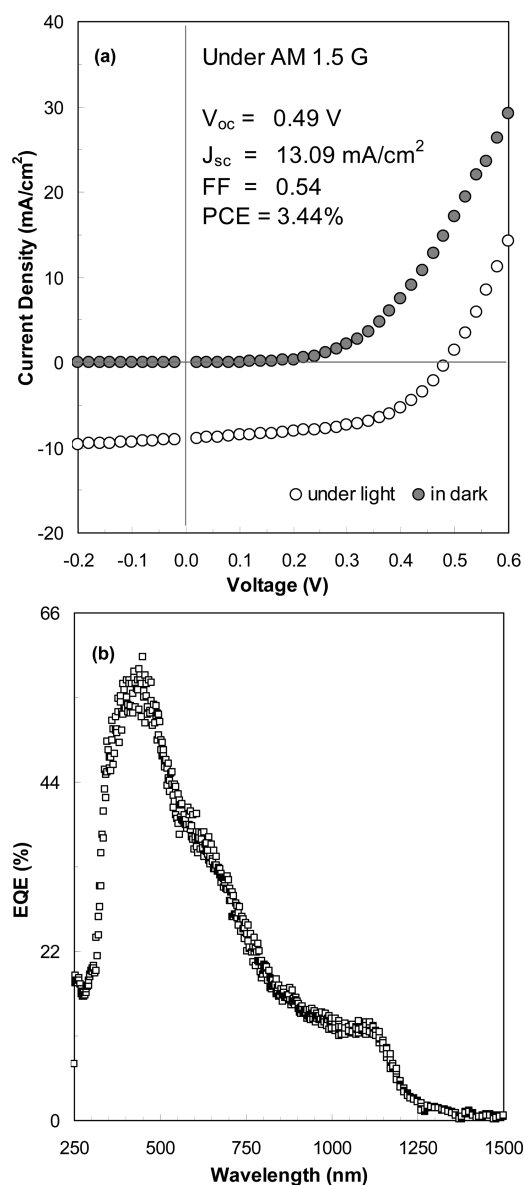 (a)
Under AM 1.5 G
V_oc = 0.49 V
J_sc = 13.09 mA/cm²
FF = 0.54
PCE = 3.44%
Current Density (mA/cm²)
40
30
20
10
0
-10
-20
under light in dark
-0.2 -0.1 0.0 0.1 0.2 0.3 0.4 0.5 0.6
Voltage (V)
(b)
EQE (%)
66
44
22
0
250 500 750 1000 1250 1500
Wavelength (nm)